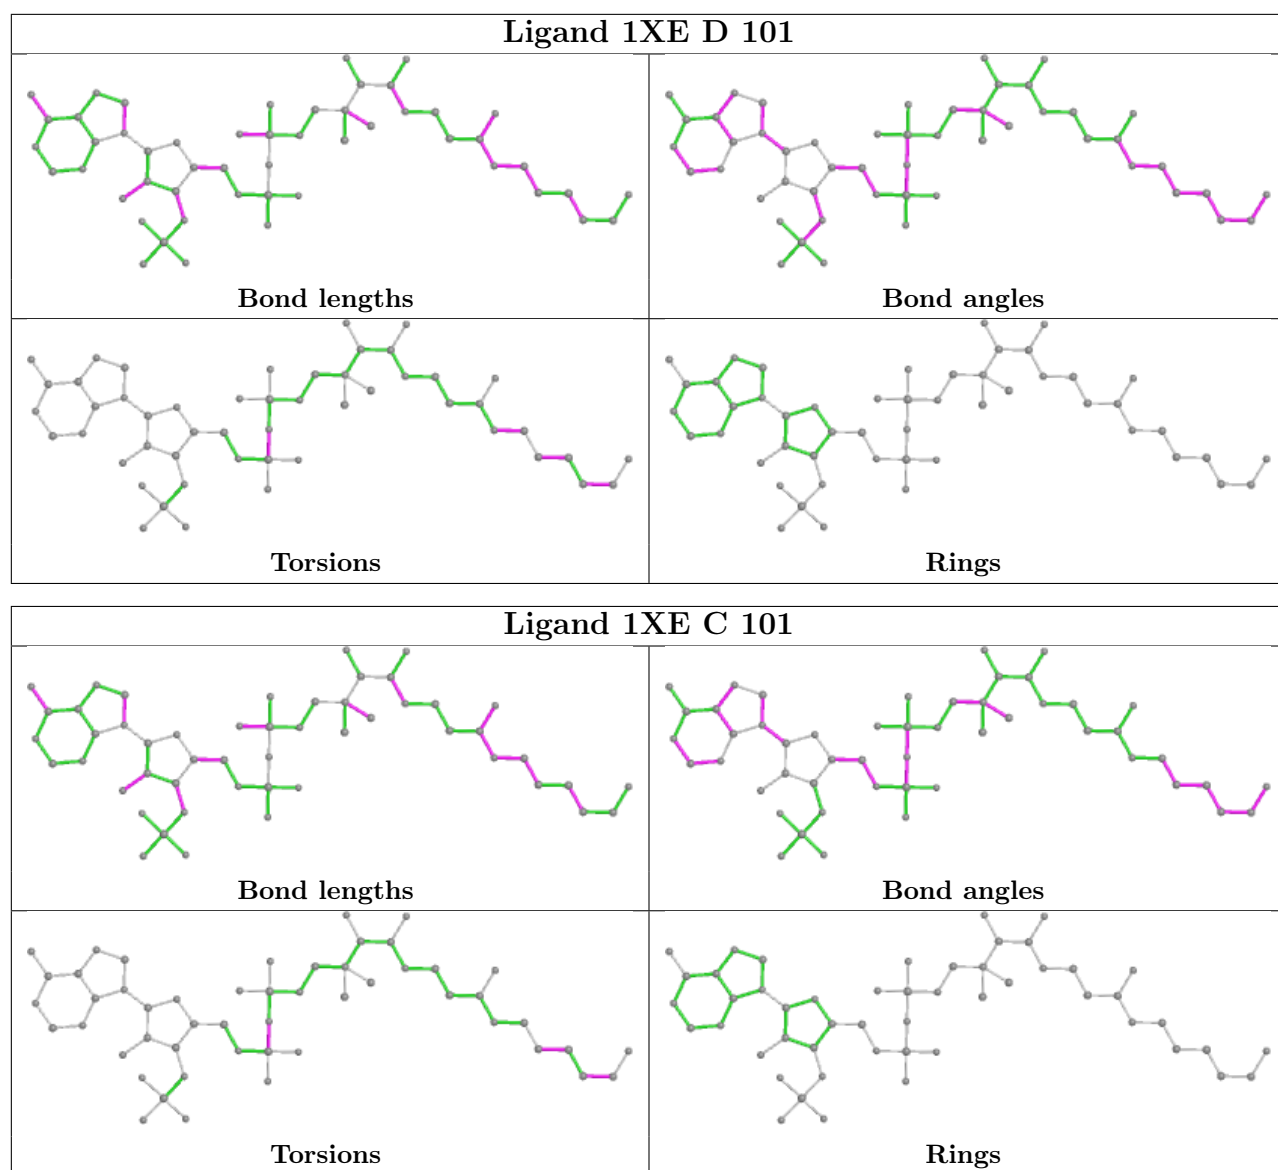 Ligand 1XE D 101
Bond lengths
Bond angles
Torsions
Rings
Ligand 1XE C 101
Bond lengths
Bond angles
Torsions
Rings